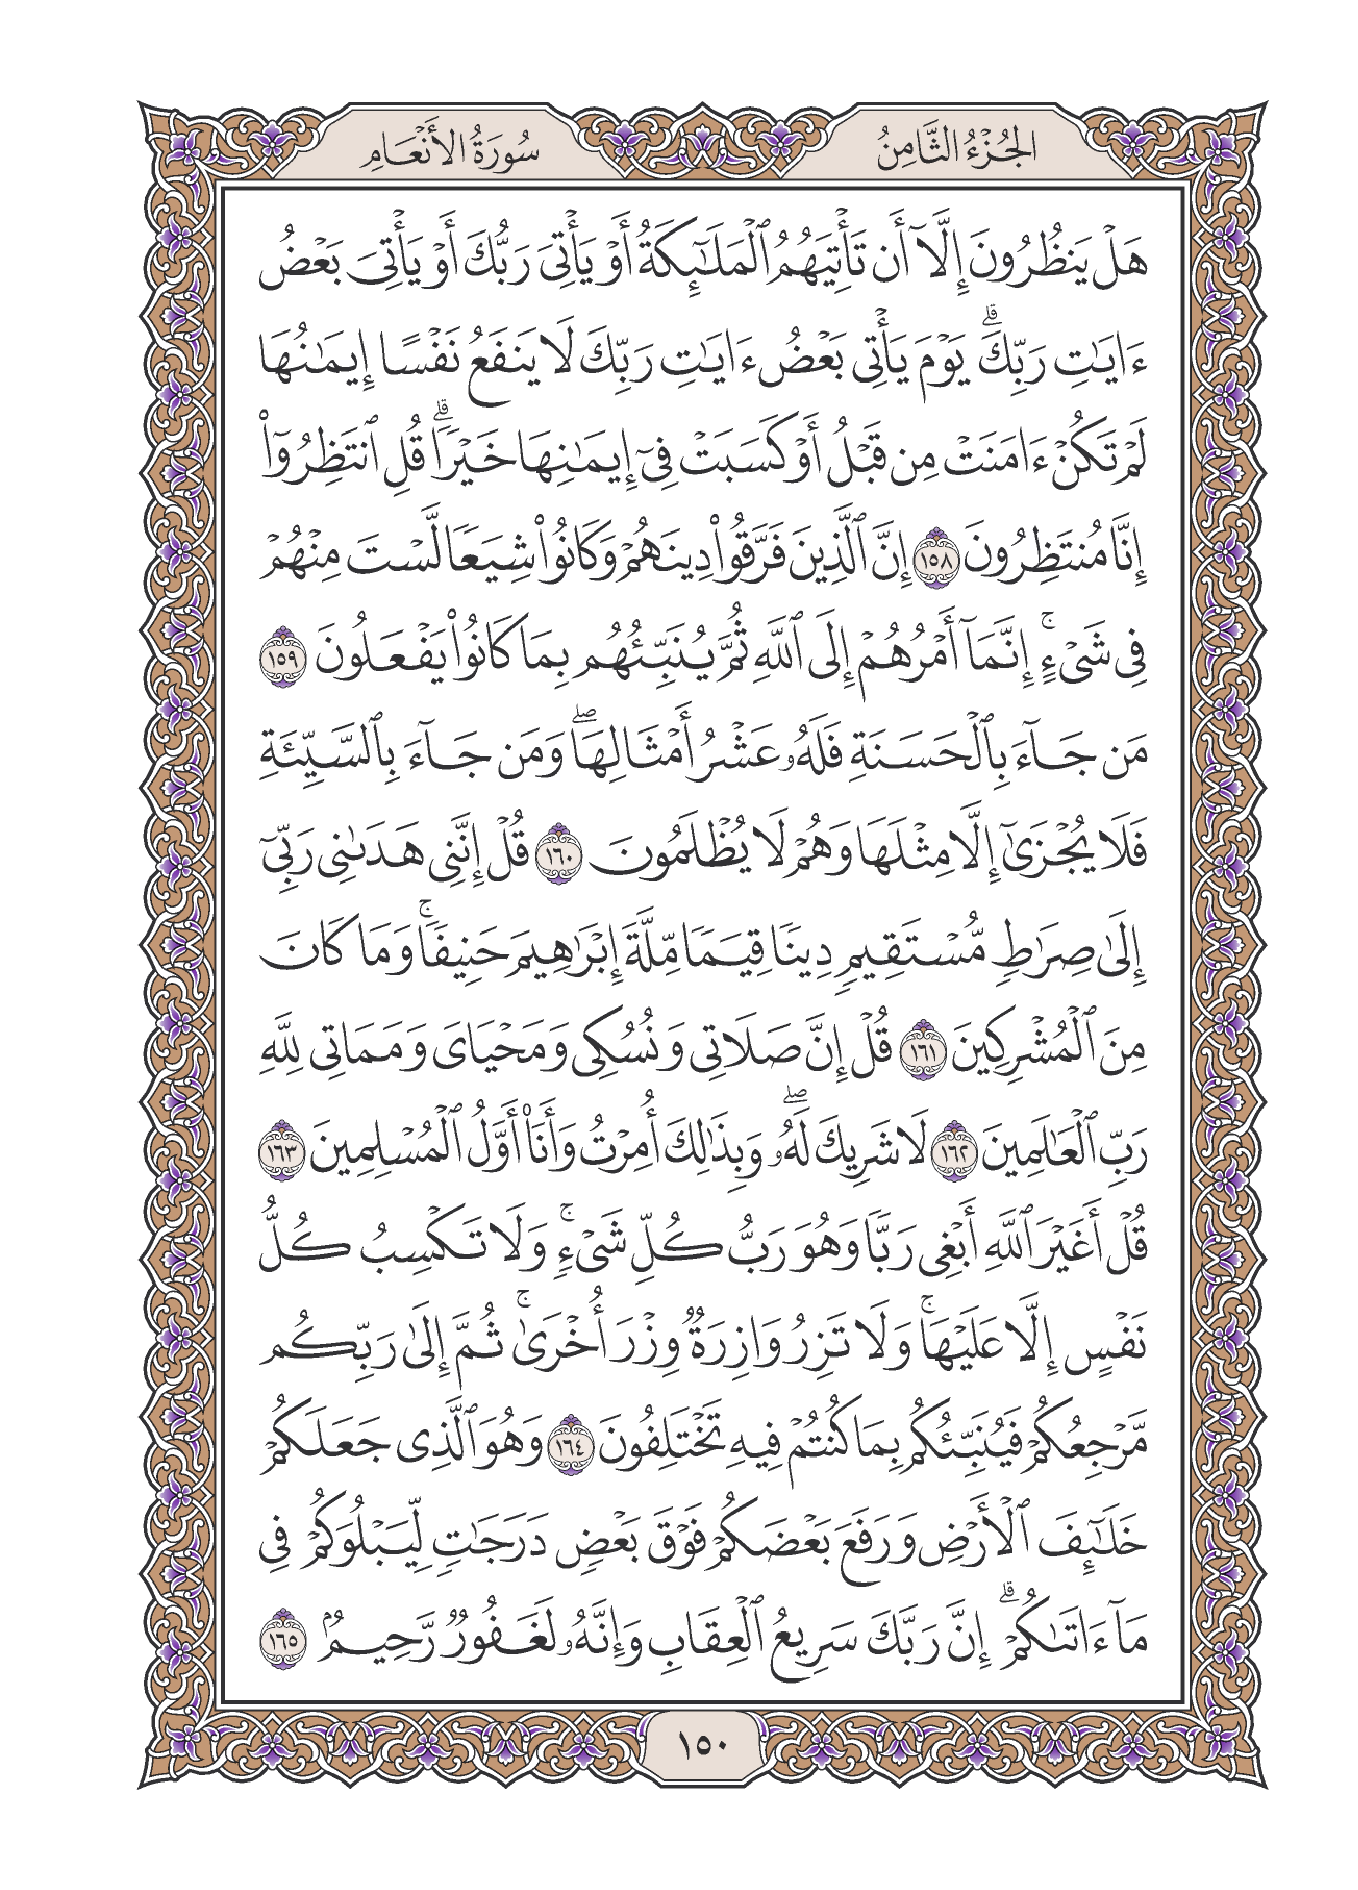 الجُزْءُ الثَّامِنُ
سُورَةُ الأَنْعَامِ
هَلْ يَنظُرُونَ إِلَّآ أَن تَأْتِيَهُمُ ٱلْمَلَـٰٓئِكَةُ أَوْ يَأْتِىَ رَبُّكَ أَوْ يَأْتِىَ بَعْضُ
ءَايَـٰتِ رَبِّكَ ۗ يَوْمَ يَأْتِى بَعْضُ ءَايَـٰتِ رَبِّكَ لَا يَنفَعُ نَفْسًا إِيمَـٰنُهَا
لَمْ تَكُنْ ءَامَنَتْ مِن قَبْلُ أَوْ كَسَبَتْ فِىٓ إِيمَـٰنِهَا خَيْرًا ۗ قُلِ ٱنتَظِرُوٓا۟
إِنَّا مُنتَظِرُونَ ١٥٨ إِنَّ ٱلَّذِينَ فَرَّقُوا۟ دِينَهُمْ وَكَانُوا۟ شِيَعًا لَّسْتَ مِنْهُمْ
فِى شَىْءٍ ۚ إِنَّمَآ أَمْرُهُمْ إِلَى ٱللَّهِ ثُمَّ يُنَبِّئُهُم بِمَا كَانُوا۟ يَفْعَلُونَ ١٥٩
مَن جَآءَ بِٱلْحَسَنَةِ فَلَهُۥ عَشْرُ أَمْثَالِهَا ۖ وَمَن جَآءَ بِٱلسَّيِّئَةِ
فَلَا يُجْزَىٰٓ إِلَّا مِثْلَهَا وَهُمْ لَا يُظْلَمُونَ ١٦٠ قُلْ إِنَّنِى هَدَىٰنِى رَبِّىٓ
إِلَىٰ صِرَٰطٍ مُّسْتَقِيمٍ دِينًا قِيَمًا مِّلَّةَ إِبْرَٰهِيمَ حَنِيفًا ۚ وَمَا كَانَ
مِنَ ٱلْمُشْرِكِينَ ١٦١ قُلْ إِنَّ صَلَاتِى وَنُسُكِى وَمَحْيَاىَ وَمَمَاتِى لِلَّهِ
رَبِّ ٱلْعَـٰلَمِينَ ١٦٢ لَا شَرِيكَ لَهُۥ ۖ وَبِذَٰلِكَ أُمِرْتُ وَأَنَا۠ أَوَّلُ ٱلْمُسْلِمِينَ ١٦٣
قُلْ أَغَيْرَ ٱللَّهِ أَبْغِى رَبًّا وَهُوَ رَبُّ كُلِّ شَىْءٍ ۚ وَلَا تَكْسِبُ كُلُّ
نَفْسٍ إِلَّا عَلَيْهَا ۚ وَلَا تَزِرُ وَازِرَةٌ وِزْرَ أُخْرَىٰ ۚ ثُمَّ إِلَىٰ رَبِّكُم
مَّرْجِعُكُمْ فَيُنَبِّئُكُم بِمَا كُنتُمْ فِيهِ تَخْتَلِفُونَ ١٦٤ وَهُوَ ٱلَّذِى جَعَلَكُمْ
خَلَـٰٓئِفَ ٱلْأَرْضِ وَرَفَعَ بَعْضَكُمْ فَوْقَ بَعْضٍ دَرَجَـٰتٍ لِّيَبْلُوَكُمْ فِى
مَآ ءَاتَىٰكُمْ ۗ إِنَّ رَبَّكَ سَرِيعُ ٱلْعِقَابِ وَإِنَّهُۥ لَغَفُورٌ رَّحِيمٌۢ ١٦٥
١٥٠